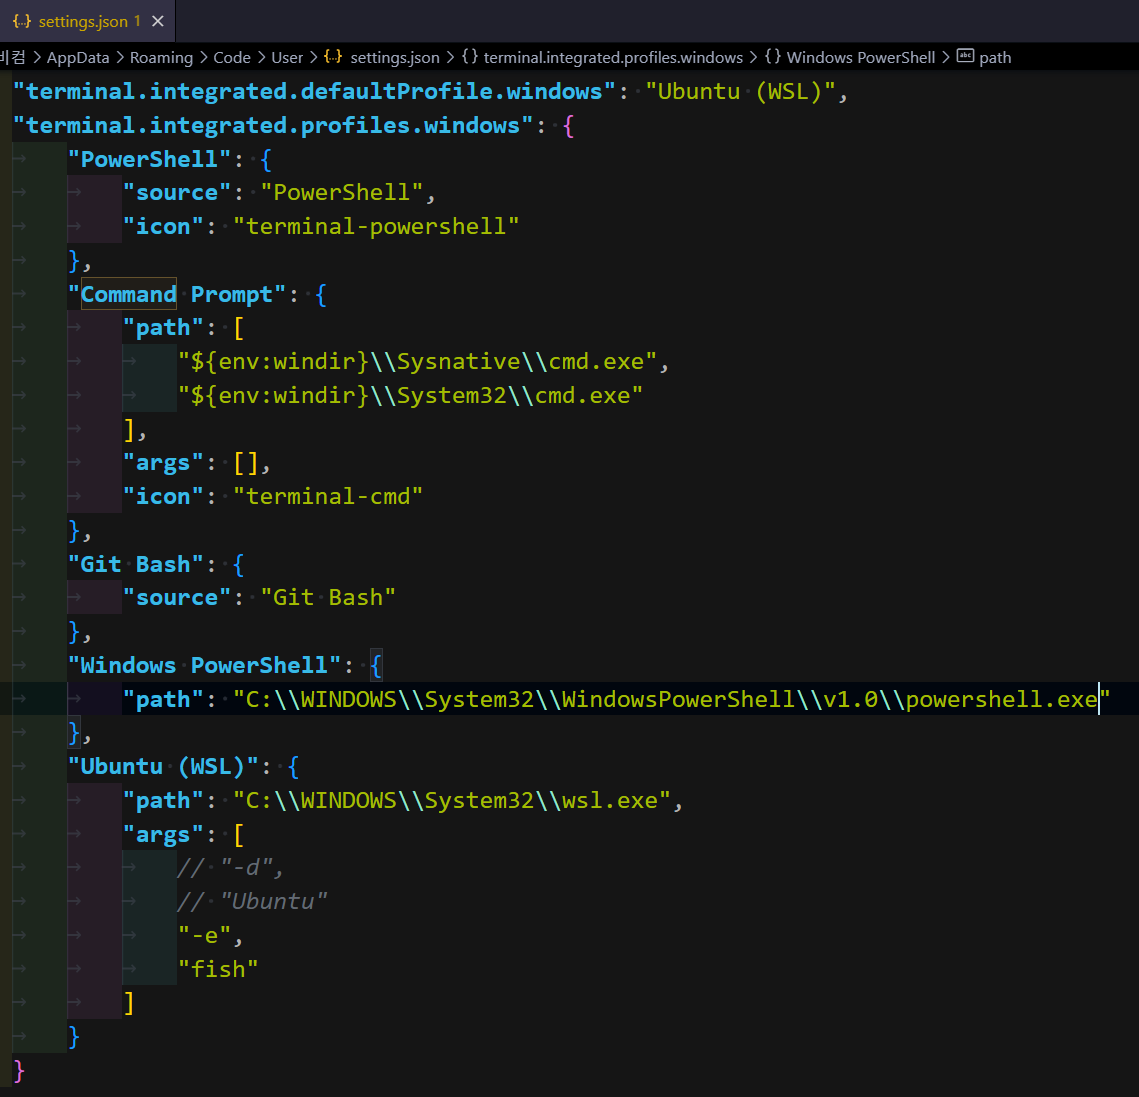 settings.json 1
비컴 > AppData > Roaming > Code > User > settings.json > {} terminal.integrated.profiles.windows > {} Windows PowerShell > path
"terminal.integrated.defaultProfile.windows": "Ubuntu (WSL)",
"terminal.integrated.profiles.windows": {
"PowerShell": {
"source": "PowerShell",
"icon": "terminal-powershell"
},
"Command Prompt": {
"path": [
"${env:windir}\\Sysnative\\cmd.exe",
"${env:windir}\\System32\\cmd.exe"
],
"args": [],
"icon": "terminal-cmd"
},
"Git Bash": {
"source": "Git Bash"
},
"Windows PowerShell": {
"path": "C:\\WINDOWS\\System32\\WindowsPowerShell\\v1.0\\powershell.exe"
},
"Ubuntu (WSL)": {
"path": "C:\\WINDOWS\\System32\\wsl.exe",
"args": [
// "-d",
// "Ubuntu"
"-e",
"fish"
]
}
}